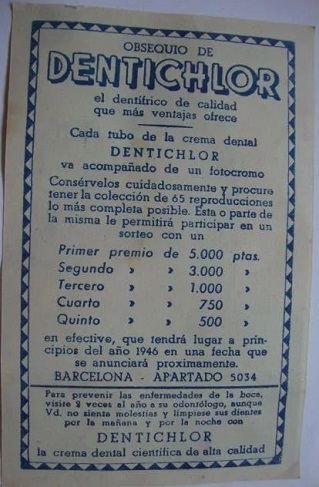 OBSEQUIO DE
DENTICHLOR
el dentífrico de calidad
que más ventajas ofrece
Cada tubo de la crema dental
DENTICHLOR
va acompañado de un fotocromo
Consérvelos cuidadosamente y procure
tener la colección de 65 reproducciones
lo más completa posible. Esta o parte de
la misma le permitirá participar en un
sorteo con un
Primer premio de 5.000 ptas.
Segundo » » 3.000 »
Tercero » » 1.000 »
Cuarto » » 750 »
Quinto » » 500 »
en efectivo, que tendrá lugar a prin-
cipios del año 1946 en una fecha que
se anunciará proximamente.
BARCELONA - APARTADO 5034
Para prevenir las enfermedades de la boca,
visite 2 veces al año a su odontólogo, aunque
Vd. no sienta molestias y límpiese sus dientes
por la mañana y por la noche con
DENTICHLOR
la crema dental científica de alta calidad